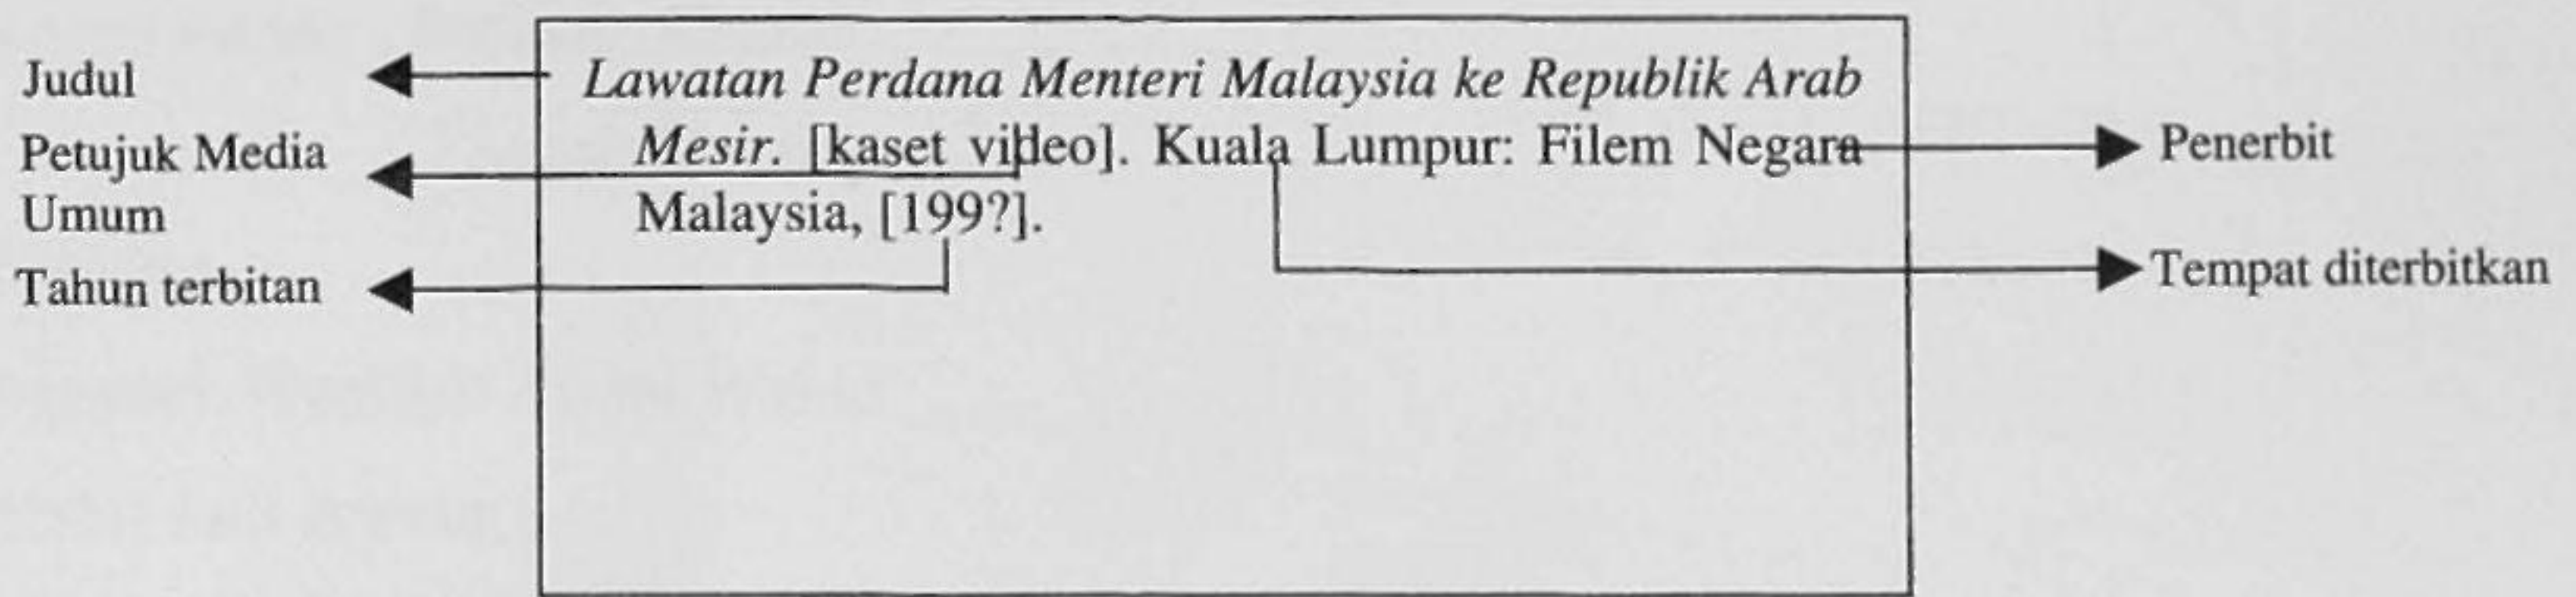 Judul
Petujuk Media
Umum
Tahun terbitan
Lawatan Perdana Menteri Malaysia ke Republik Arab
Mesir. [kaset video]. Kuala Lumpur: Filem Negara
Malaysia, [199?].
Penerbit
Tempat diterbitkan